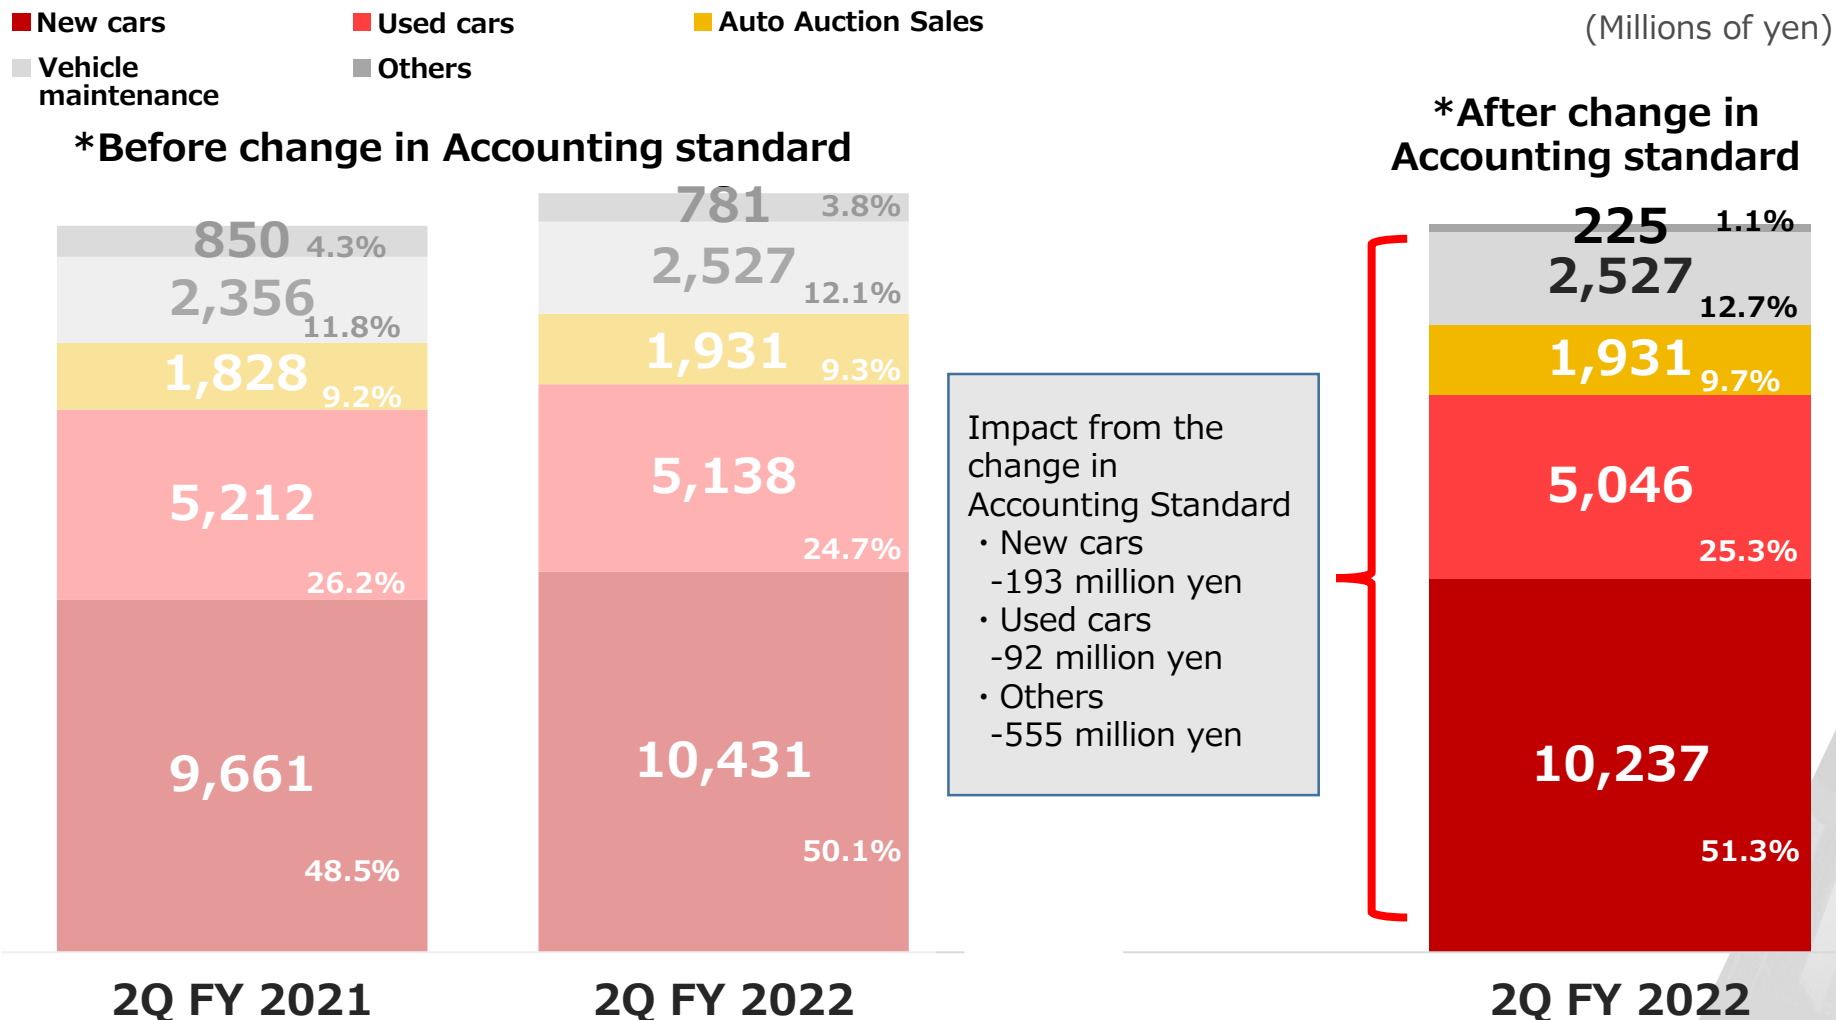 New cars
Used cars
Auto Auction Sales
(Millions of yen)
Vehicle
maintenance
Others
*Before change in Accounting standard
*After change in
Accounting standard
850 4.3%
2,356
11.8%
1,828
9.2%
5,212
26.2%
9,661
48.5%
2Q FY 2021
781 3.8%
2,527
12.1%
1,931
9.3%
5,138
24.7%
10,431
50.1%
2Q FY 2022
Impact from the
change in
Accounting Standard
・New cars
-193 million yen
・Used cars
-92 million yen
・Others
-555 million yen
225 1.1%
2,527
12.7%
1,931
9.7%
5,046
25.3%
10,237
51.3%
2Q FY 2022